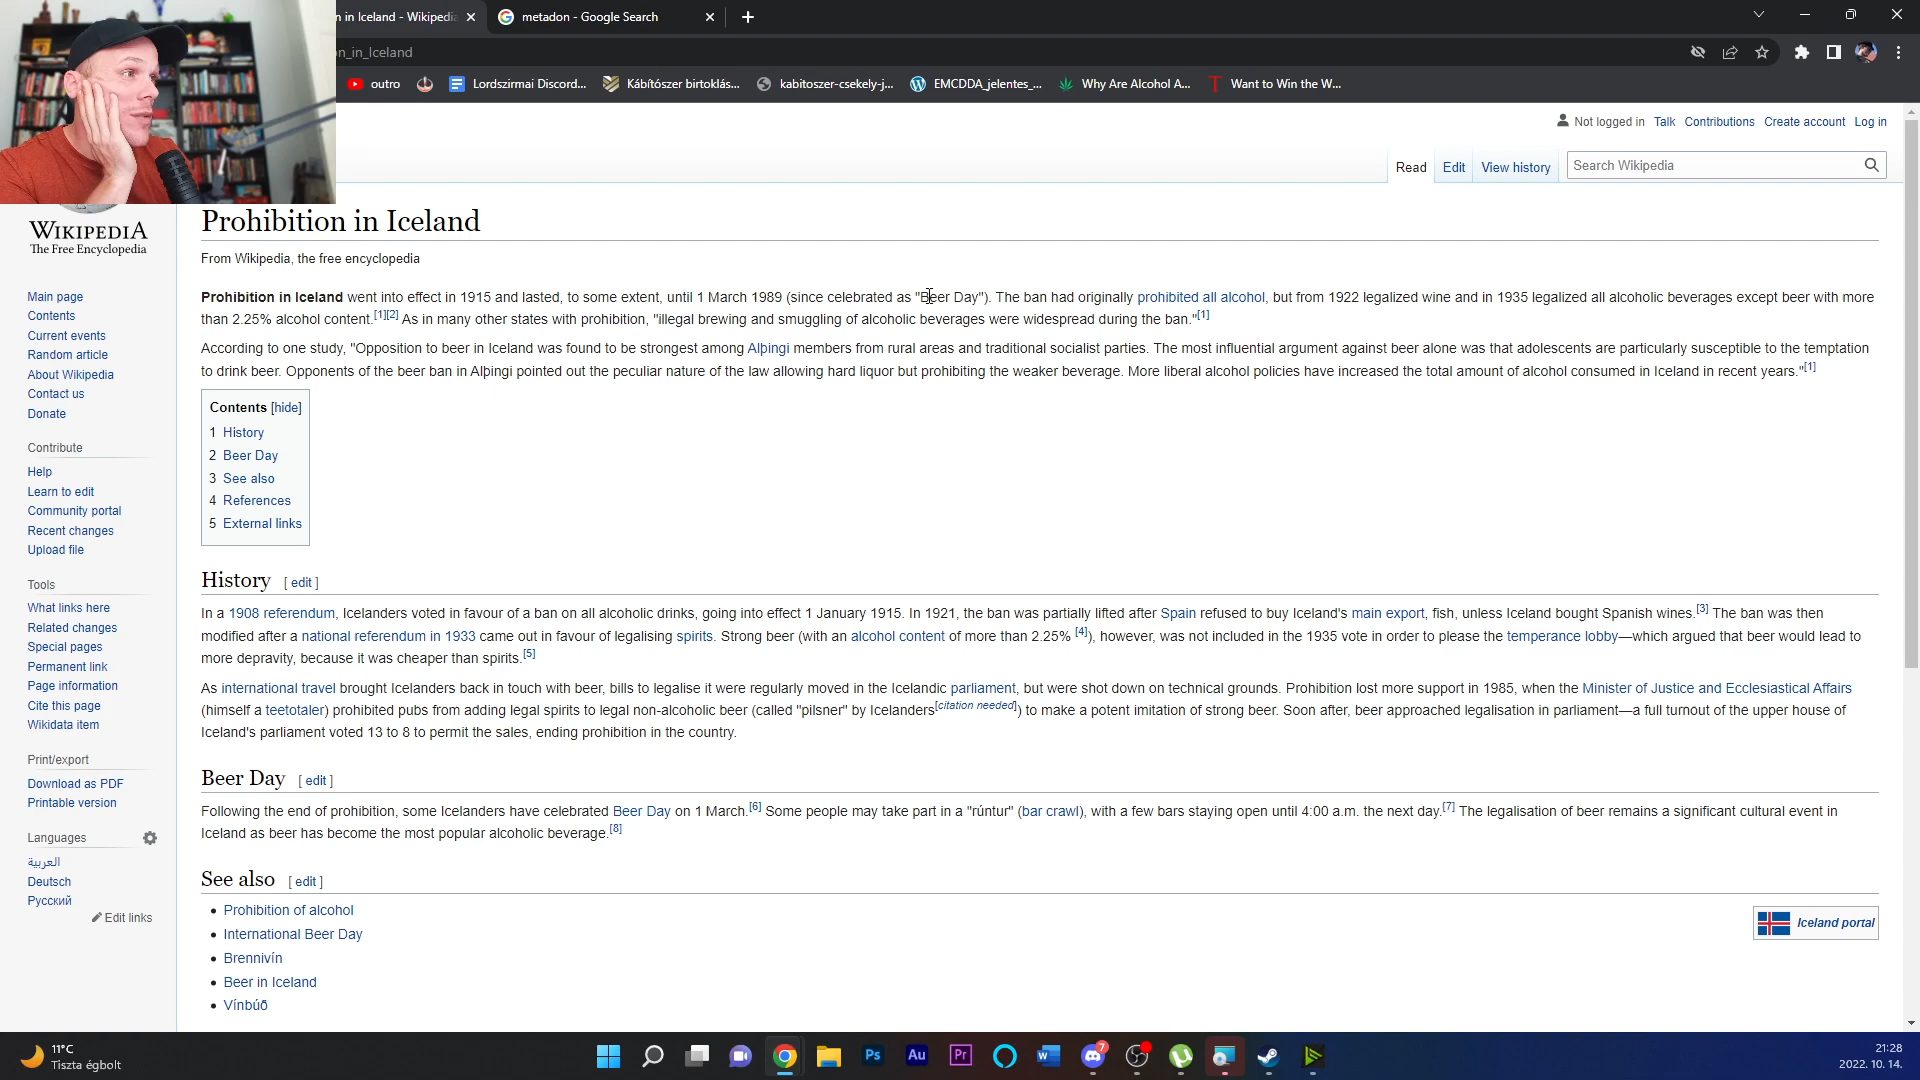 n in Iceland - Wikipedia
metadon - Google Search
n_in_Iceland
outro
Lordszirmai Discord...
Kábítószer birtoklás...
kabitoszer-csekely-j...
EMCDDA_jelentes_...
Why Are Alcohol A...
Want to Win the W...
Not logged in Talk Contributions Create account Log in
Read Edit View history Search Wikipedia
WIKIPEDIA
The Free Encyclopedia
Main page
Contents
Current events
Random article
About Wikipedia
Contact us
Donate
Contribute
Help
Learn to edit
Community portal
Recent changes
Upload file
Tools
What links here
Related changes
Special pages
Permanent link
Page information
Cite this page
Wikidata item
Print/export
Download as PDF
Printable version
Languages
العربية
Deutsch
Русский
Edit links
Prohibition in Iceland
From Wikipedia, the free encyclopedia
Prohibition in Iceland went into effect in 1915 and lasted, to some extent, until 1 March 1989 (since celebrated as "Beer Day"). The ban had originally prohibited all alcohol, but from 1922 legalized wine and in 1935 legalized all alcoholic beverages except beer with more
than 2.25% alcohol content.[1][2] As in many other states with prohibition, "illegal brewing and smuggling of alcoholic beverages were widespread during the ban."[1]
According to one study, "Opposition to beer in Iceland was found to be strongest among Alþingi members from rural areas and traditional socialist parties. The most influential argument against beer alone was that adolescents are particularly susceptible to the temptation
to drink beer. Opponents of the beer ban in Alþingi pointed out the peculiar nature of the law allowing hard liquor but prohibiting the weaker beverage. More liberal alcohol policies have increased the total amount of alcohol consumed in Iceland in recent years."[1]
Contents [hide]
1 History
2 Beer Day
3 See also
4 References
5 External links
History [ edit ]
In a 1908 referendum, Icelanders voted in favour of a ban on all alcoholic drinks, going into effect 1 January 1915. In 1921, the ban was partially lifted after Spain refused to buy Iceland's main export, fish, unless Iceland bought Spanish wines.[3] The ban was then
modified after a national referendum in 1933 came out in favour of legalising spirits. Strong beer (with an alcohol content of more than 2.25% [4]), however, was not included in the 1935 vote in order to please the temperance lobby—which argued that beer would lead to
more depravity, because it was cheaper than spirits.[5]
As international travel brought Icelanders back in touch with beer, bills to legalise it were regularly moved in the Icelandic parliament, but were shot down on technical grounds. Prohibition lost more support in 1985, when the Minister of Justice and Ecclesiastical Affairs
(himself a teetotaler) prohibited pubs from adding legal spirits to legal non-alcoholic beer (called "pilsner" by Icelanders[citation needed]) to make a potent imitation of strong beer. Soon after, beer approached legalisation in parliament—a full turnout of the upper house of
Iceland's parliament voted 13 to 8 to permit the sales, ending prohibition in the country.
Beer Day [ edit ]
Following the end of prohibition, some Icelanders have celebrated Beer Day on 1 March.[6] Some people may take part in a "rúntur" (bar crawl), with a few bars staying open until 4:00 a.m. the next day.[7] The legalisation of beer remains a significant cultural event in
Iceland as beer has become the most popular alcoholic beverage.[8]
See also [ edit ]
Prohibition of alcohol
International Beer Day
Brennivín
Beer in Iceland
Vínbúð
Iceland portal
11°C
Tiszta égbolt
Ps
Au
Pr
W
7
21:28
2022. 10. 14.